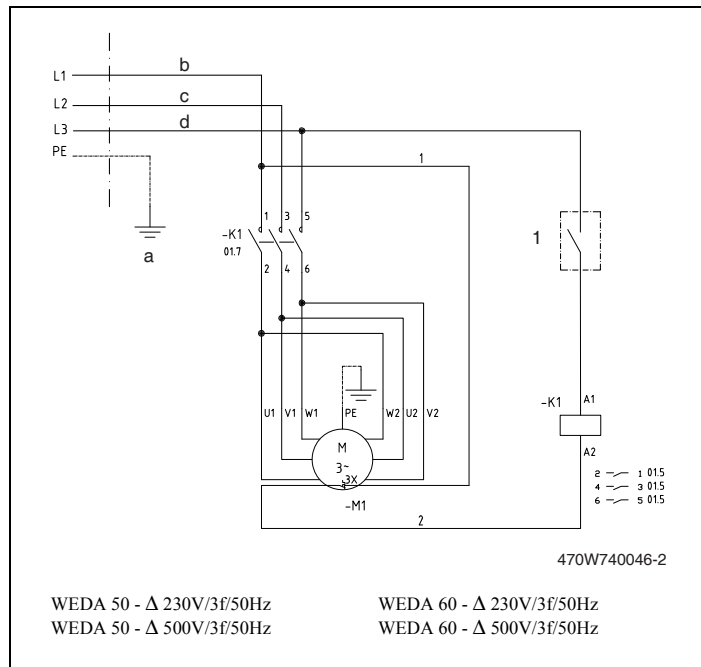 L1 b
L2 c
L3 d
PE
1
1 3 5
-K1
01.7
2 4 6
a
1
U1 V1 W1 PE W2 U2 V2
-K1 A1
A2
M
3~
3X
-M1
2 1 01.5
4 3 01.5
6 5 01.5
2
470W740046-2
WEDA 50 - Δ 230V/3f/50Hz WEDA 60 - Δ 230V/3f/50Hz
WEDA 50 - Δ 500V/3f/50Hz WEDA 60 - Δ 500V/3f/50Hz